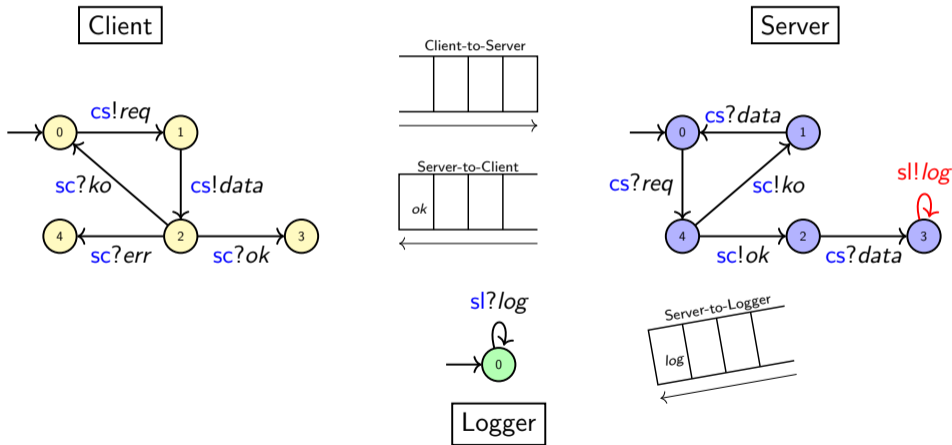 Client
Server
Client-to-Server
cs!req
0
1
cs?data
0
1
Server-to-Client
sc?ko
cs!data
ok
cs?req
sc!ko
sl!log
4
2
3
4
2
3
sc?err
sc?ok
sc!ok
cs?data
sl?log
Server-to-Logger
0
log
Logger